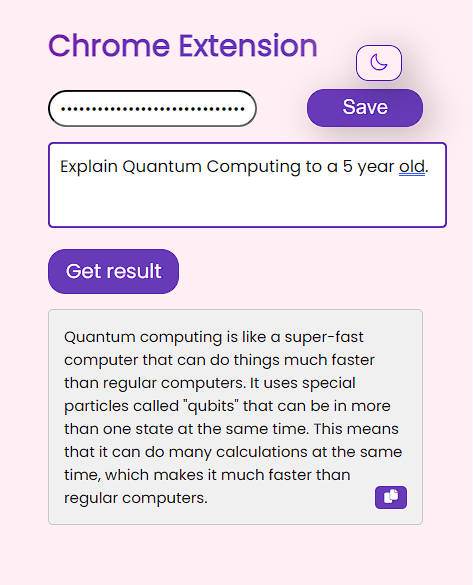 Chrome Extension
••••••••••••••••••••••••••••••
Save
Explain Quantum Computing to a 5 year old.
Get result
Quantum computing is like a super-fast
computer that can do things much faster
than regular computers. It uses special
particles called "qubits" that can be in more
than one state at the same time. This means
that it can do many calculations at the same
time, which makes it much faster than
regular computers.